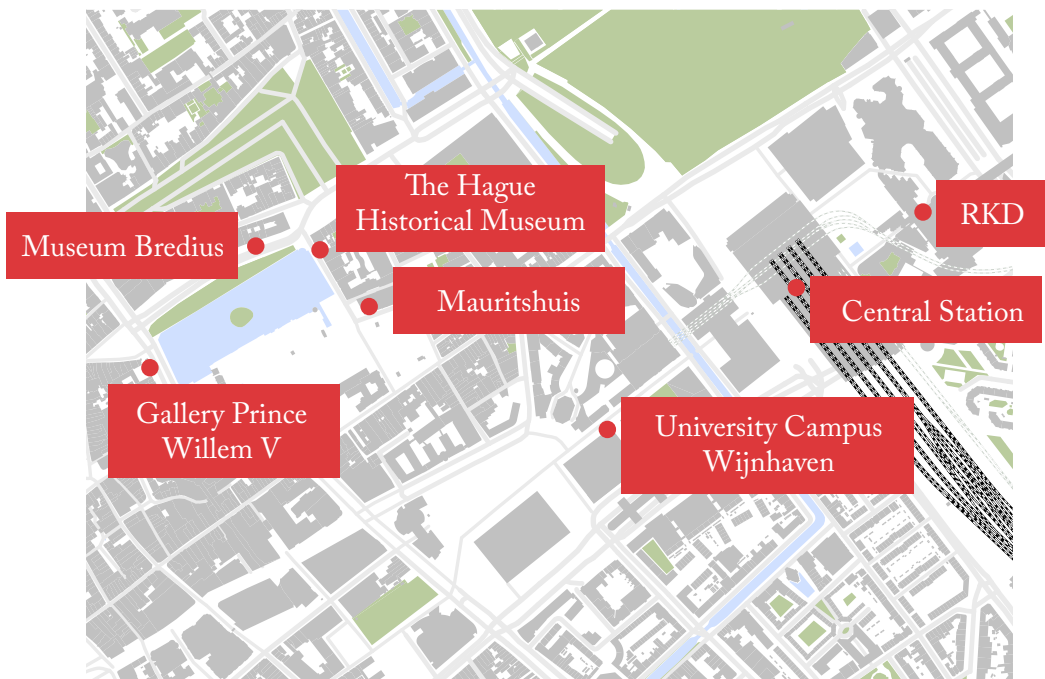 The Hague
Historical Museum
RKD
Museum Bredius
Mauritshuis
Central Station
Gallery Prince
Willem V
University Campus
Wijnhaven